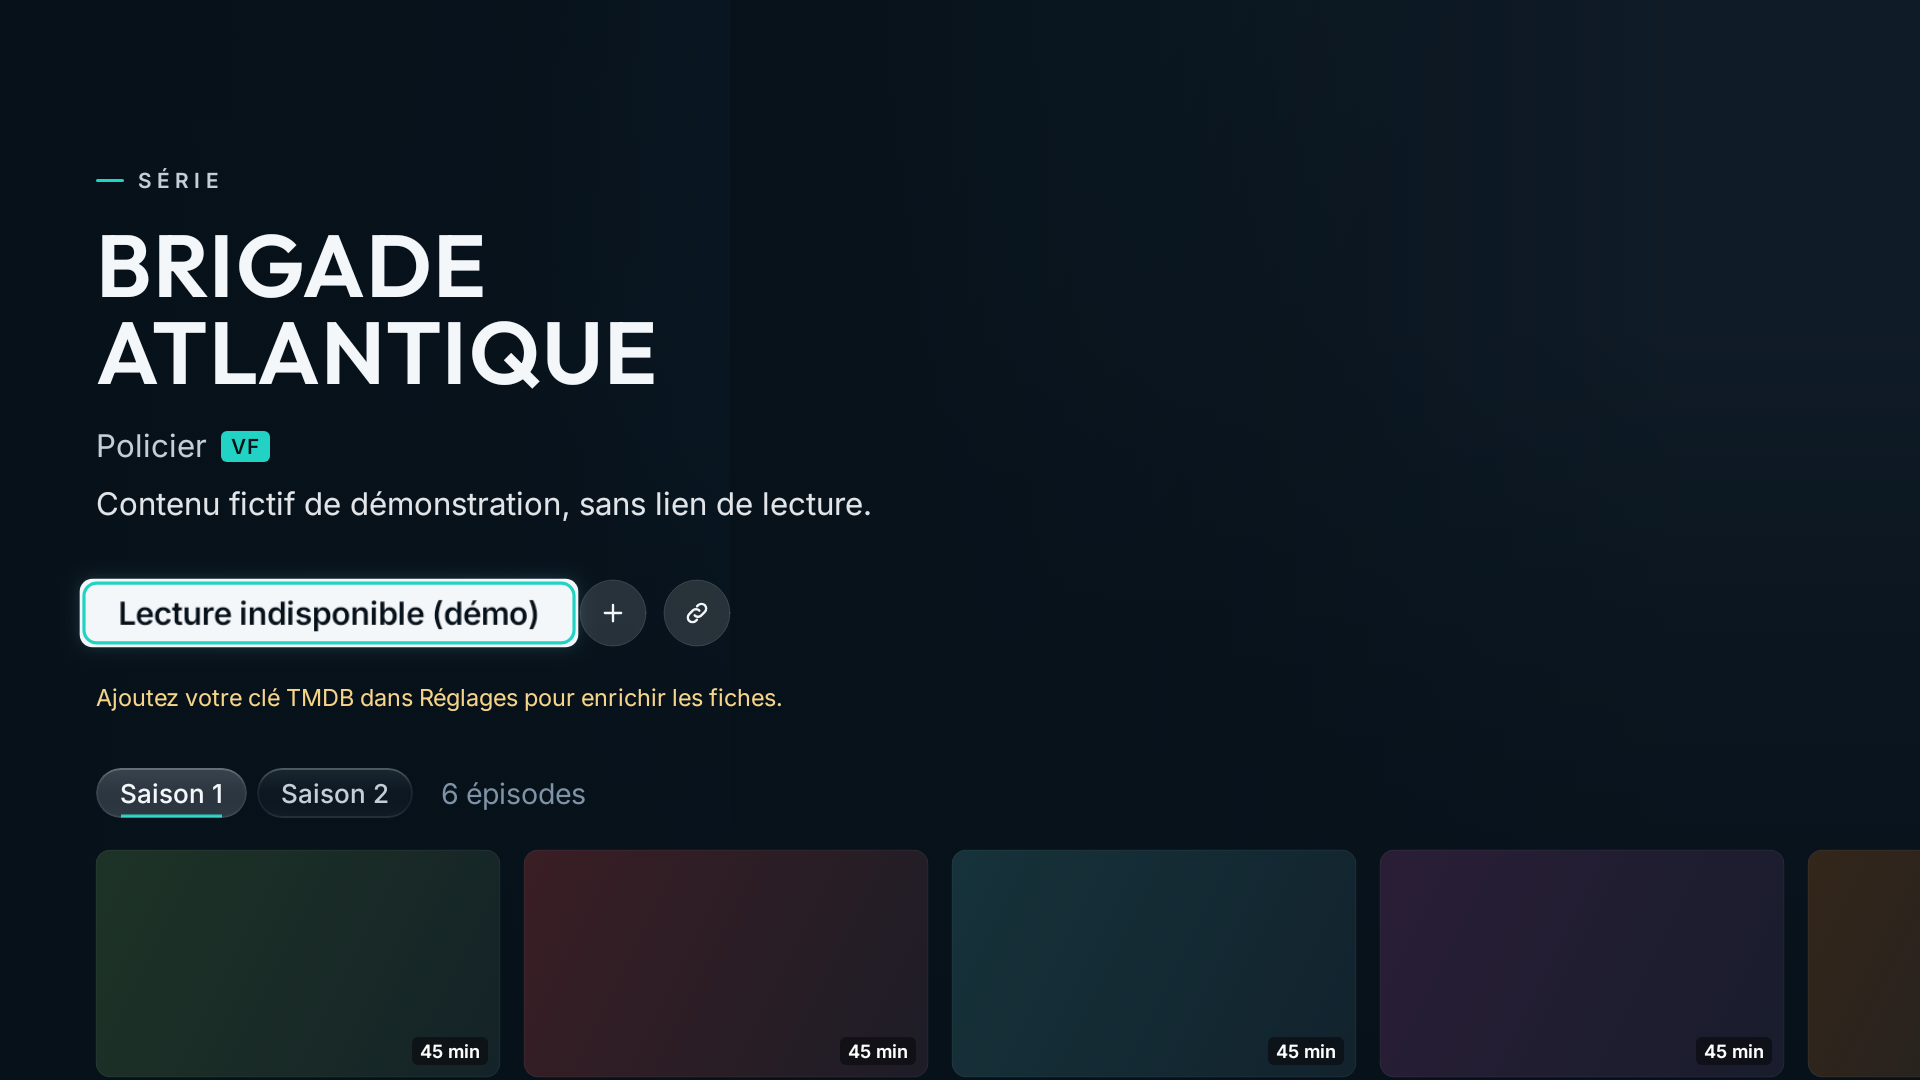 SÉRIE
BRIGADE
ATLANTIQUE
Policier VF
Contenu fictif de démonstration, sans lien de lecture.
Lecture indisponible (démo)
Ajoutez votre clé TMDB dans Réglages pour enrichir les fiches.
Saison 1 Saison 2 6 épisodes
45 min 45 min 45 min 45 min